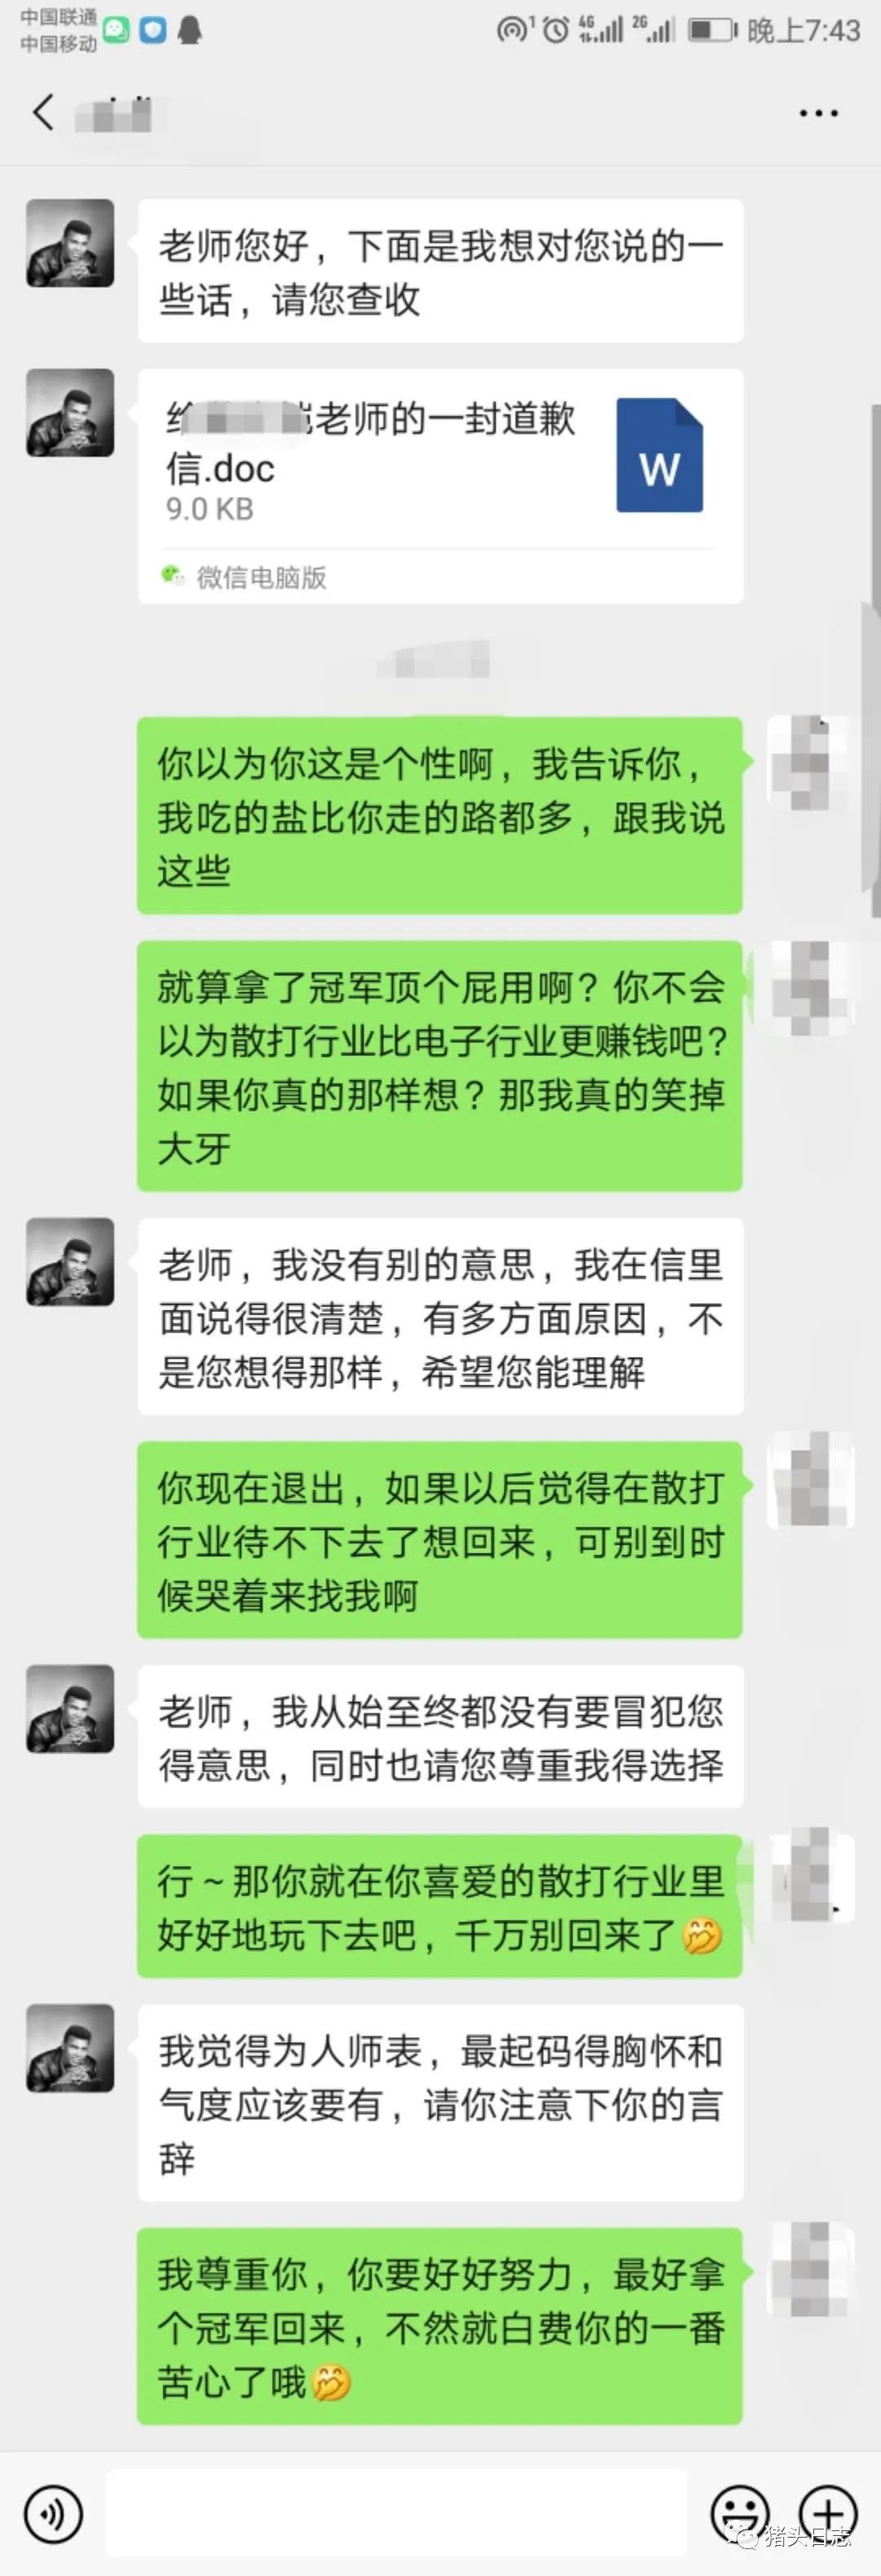 中国联通
中国移动
1
4G
2G
晚上7:43
老师您好，下面是我想对您说的一
些话，请您查收
给
老师的一封道歉
信.doc
9.0 KB
W
微信电脑版
你以为你这是个性啊，我告诉你，
我吃的盐比你走的路都多，跟我说
这些
就算拿了冠军顶个屁用啊？你不会
以为散打行业比电子行业更赚钱吧？
如果你真的那样想？那我真的笑掉
大牙
老师，我没有别的意思，我在信里
面说得很清楚，有多方面原因，不
是您想得那样，希望您能理解
你现在退出，如果以后觉得在散打
行业待不下去了想回来，可别到时
候哭着来找我啊
老师，我从始至终都没有要冒犯您
得意思，同时也请您尊重我得选择
行～那你就在你喜爱的散打行业里
好好地玩下去吧，千万别回来了🤭
我觉得为人师表，最起码得胸怀和
气度应该要有，请你注意下你的言
辞
我尊重你，你要好好努力，最好拿
个冠军回来，不然就白费你的一番
苦心了哦🤭
猪头日志